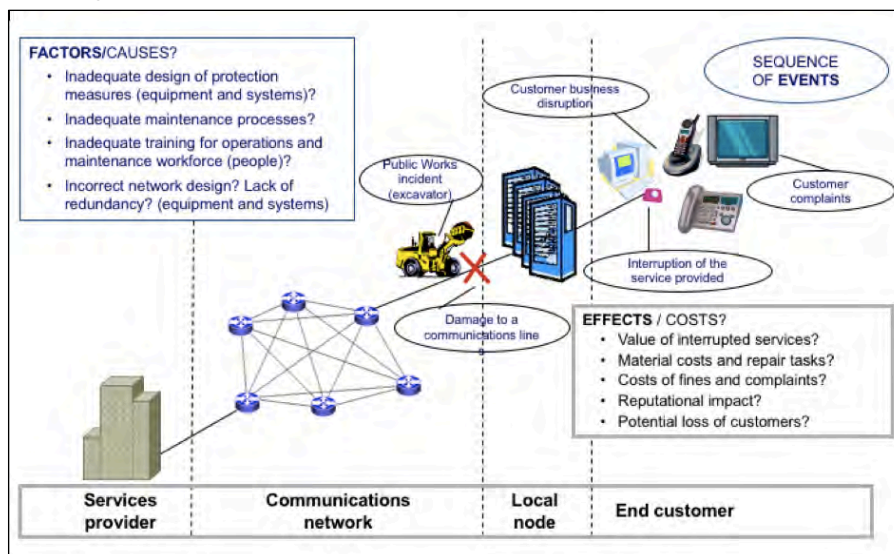 FACTORS/CAUSES?
• Inadequate design of protection
measures (equipment and systems)?
• Inadequate maintenance processes?
• Inadequate training for operations and
maintenance workforce (people)?
• Incorrect network design? Lack of
redundancy? (equipment and systems)
SEQUENCE
OF EVENTS
Customer business
disruption
Public Works
incident
(excavator)
Customer
complaints
Interruption of the
service provided
Damage to a
communications line
s
EFFECTS / COSTS?
• Value of interrupted services?
• Material costs and repair tasks?
• Costs of fines and complaints?
• Reputational impact?
• Potential loss of customers?
Services
provider
Communications
network
Local
node
End customer